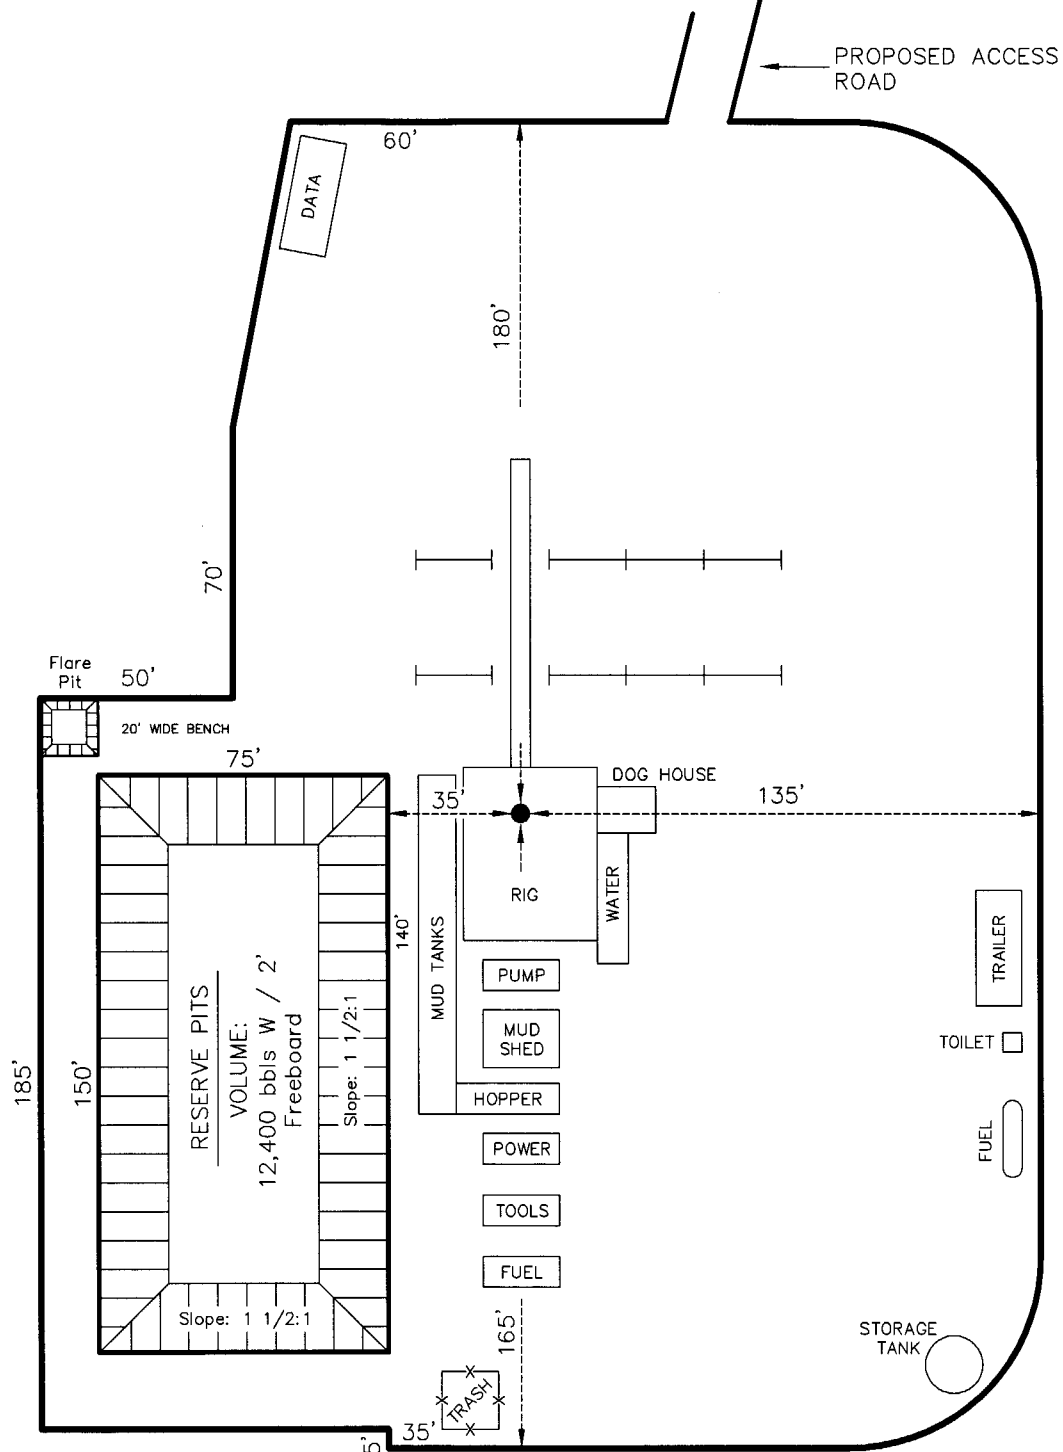 PROPOSED ACCESS
ROAD
60'
DATA
180'
70'
Flare
Pit
50'
20' WIDE BENCH
75'
DOG HOUSE
35'
135'
RIG
WATER
140'
MUD TANKS
PUMP
MUD
SHED
HOPPER
POWER
TOOLS
FUEL
TRAILER
TOILET
FUEL
185'
150'
RESERVE PITS
VOLUME:
12,400 bbls W / 2'
Freeboard
Slope: 1 1/2:1
Slope: 1 1/2:1
165'
STORAGE
TANK
TRASH
35'